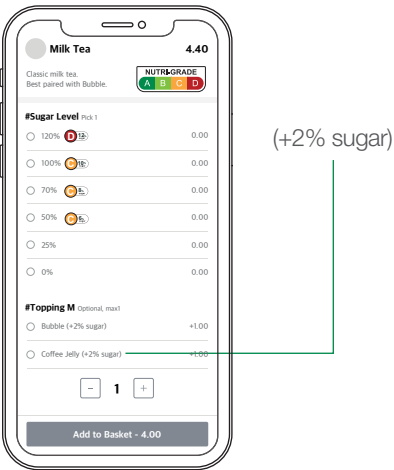 Milk Tea 4.40
Classic milk tea.
Best paired with Bubble.
NUTRI-GRADE
A B C D
#Sugar Level Pick 1
120% D 12% 0.00
100% C 10% 0.00
70% C 0.00
50% C 0.00
25% 0.00
0% 0.00
#Topping M Optional, max1
Bubble (+2% sugar) +1.00
Coffee Jelly (+2% sugar) +1.00
- 1 +
Add to Basket - 4.00
(+2% sugar)